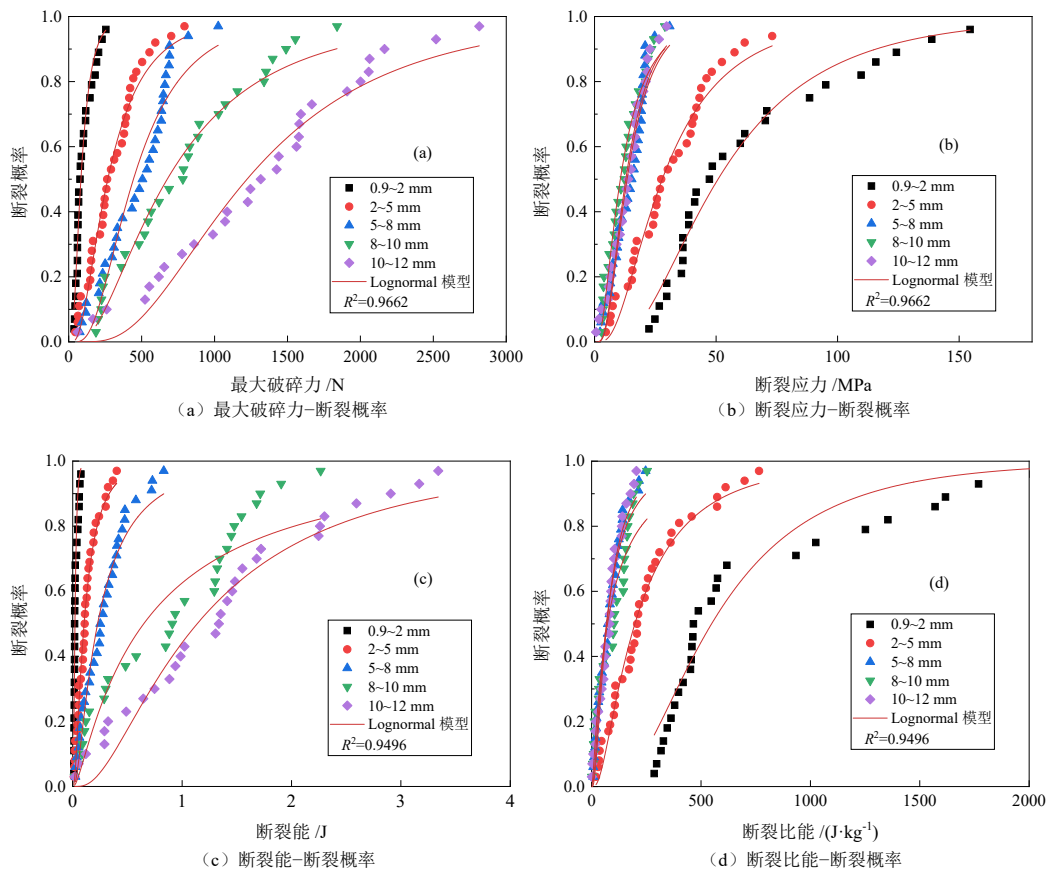 1.0
0.8
0.6
0.4
0.2
0.0
断裂概率
(a)
0.9~2 mm
2~5 mm
5~8 mm
8~10 mm
10~12 mm
Lognormal 模型
R²=0.9662
0 500 1000 1500 2000 2500 3000
最大破碎力 /N
(a) 最大破碎力−断裂概率
1.0
0.8
0.6
0.4
0.2
0.0
断裂概率
(b)
0.9~2 mm
2~5 mm
5~8 mm
8~10 mm
10~12 mm
Lognormal 模型
R²=0.9662
0 50 100 150
断裂应力 /MPa
(b) 断裂应力−断裂概率
1.0
0.8
0.6
0.4
0.2
0.0
断裂概率
(c)
0.9~2 mm
2~5 mm
5~8 mm
8~10 mm
10~12 mm
Lognormal 模型
R²=0.9496
0 1 2 3 4
断裂能 /J
(c) 断裂能−断裂概率
1.0
0.8
0.6
0.4
0.2
0.0
断裂概率
(d)
0.9~2 mm
2~5 mm
5~8 mm
8~10 mm
10~12 mm
Lognormal 模型
R²=0.9496
0 500 1000 1500 2000
断裂比能 /(J·kg⁻¹)
(d) 断裂比能−断裂概率